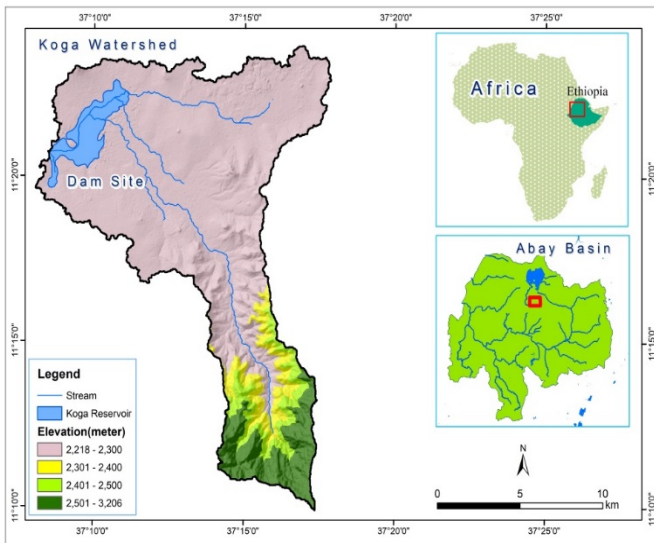 37°10'0"E 37°15'0"E 37°20'0"E 37°25'0"E
Koga Watershed
Dam Site
Africa
Ethiopia
Abay Basin
11°20'0"N
11°15'0"N
11°10'0"N
11°20'0"N
11°15'0"N
11°10'0"N
Legend
Stream
Koga Reservoir
Elevation(meter)
2,218 - 2,300
2,301 - 2,400
2,401 - 2,500
2,501 - 3,206
N
0 5 10
km
37°10'0"E 37°15'0"E 37°20'0"E 37°25'0"E